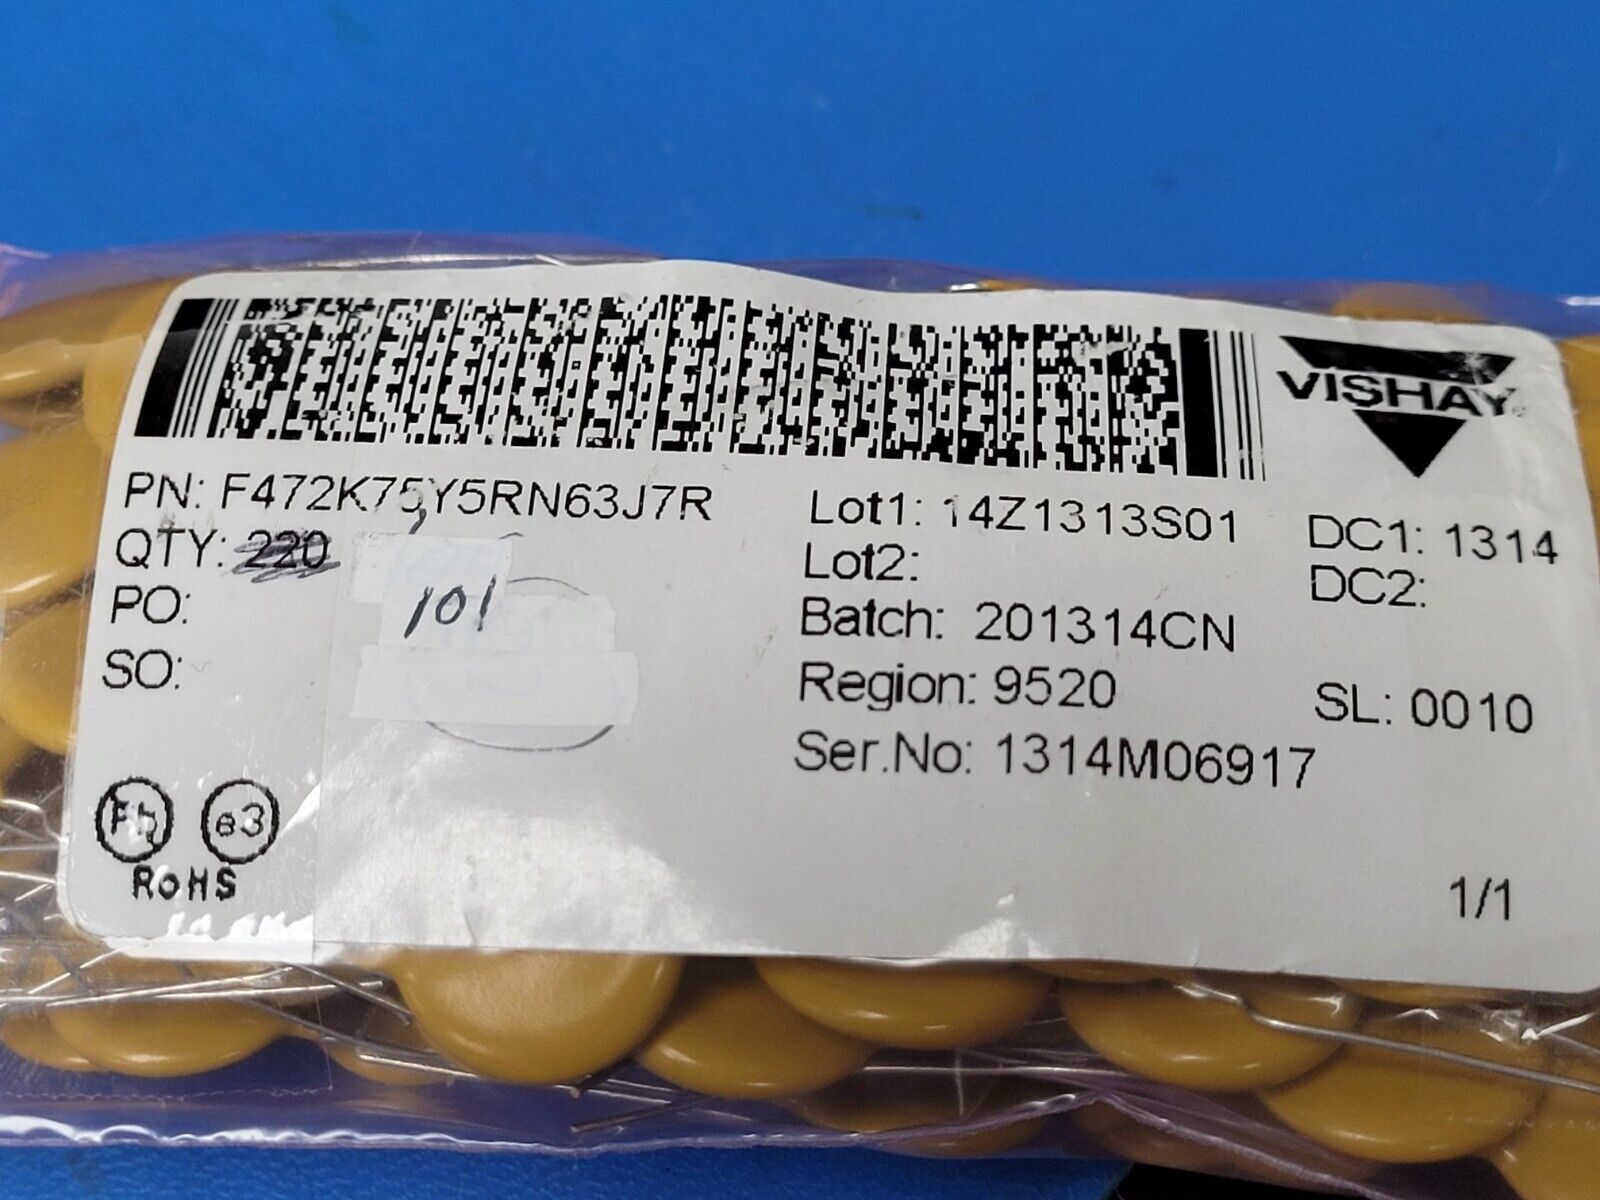 VISHAY
PN: F472K75Y5RN63J7R
QTY: 220
101
PO:
SO:
Lot1: 14Z1313S01
Lot2:
Batch: 201314CN
Region: 9520
Ser.No: 1314M06917
DC1: 1314
DC2:
SL: 0010
Pb e3
RoHS
1/1